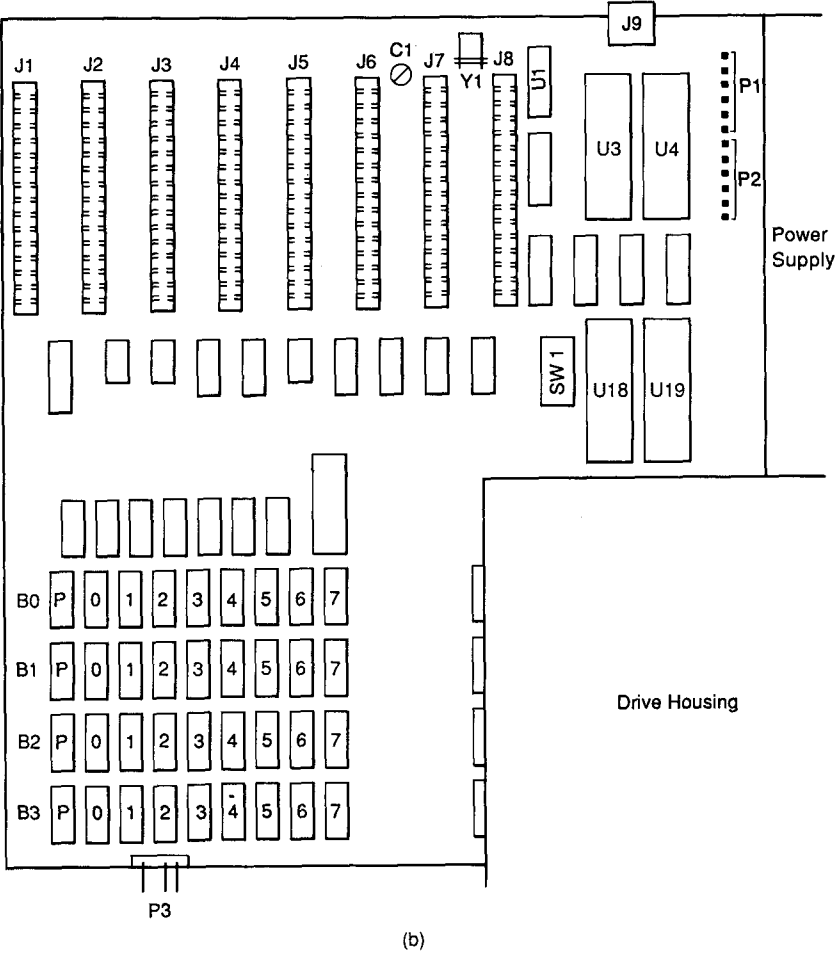 J9
J1 J2 J3 J4 J5 J6 C1 J7 Y1 J8
U1
P1
U3 U4
P2
Power
Supply
SW 1
U18 U19
B0 P 0 1 2 3 4 5 6 7
B1 P 0 1 2 3 4 5 6 7
Drive Housing
B2 P 0 1 2 3 4 5 6 7
B3 P 0 1 2 3 4 5 6 7
P3
(b)